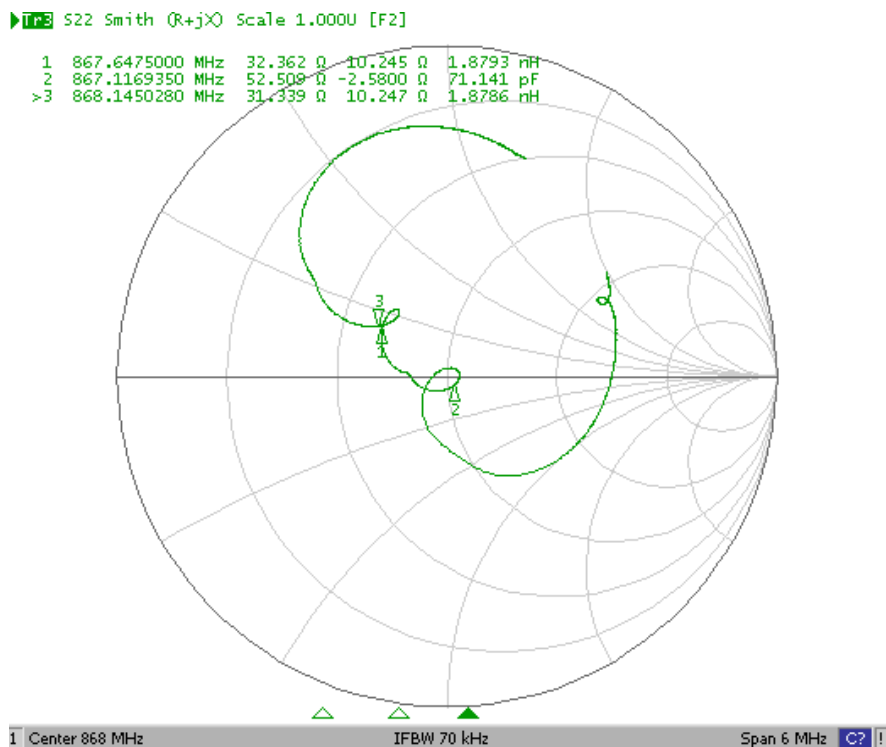 Tr3 S22 Smith (R+jX) Scale 1.000U [F2]
1 867.6475000 MHz 32.362 Ω 10.245 Ω 1.8793 nH
2 867.1169350 MHz 52.509 Ω -2.5800 Ω 71.141 pF
>3 868.1450280 MHz 31.339 Ω 10.247 Ω 1.8786 nH
3
1
2
1 Center 868 MHz IFBW 70 kHz Span 6 MHz C? !